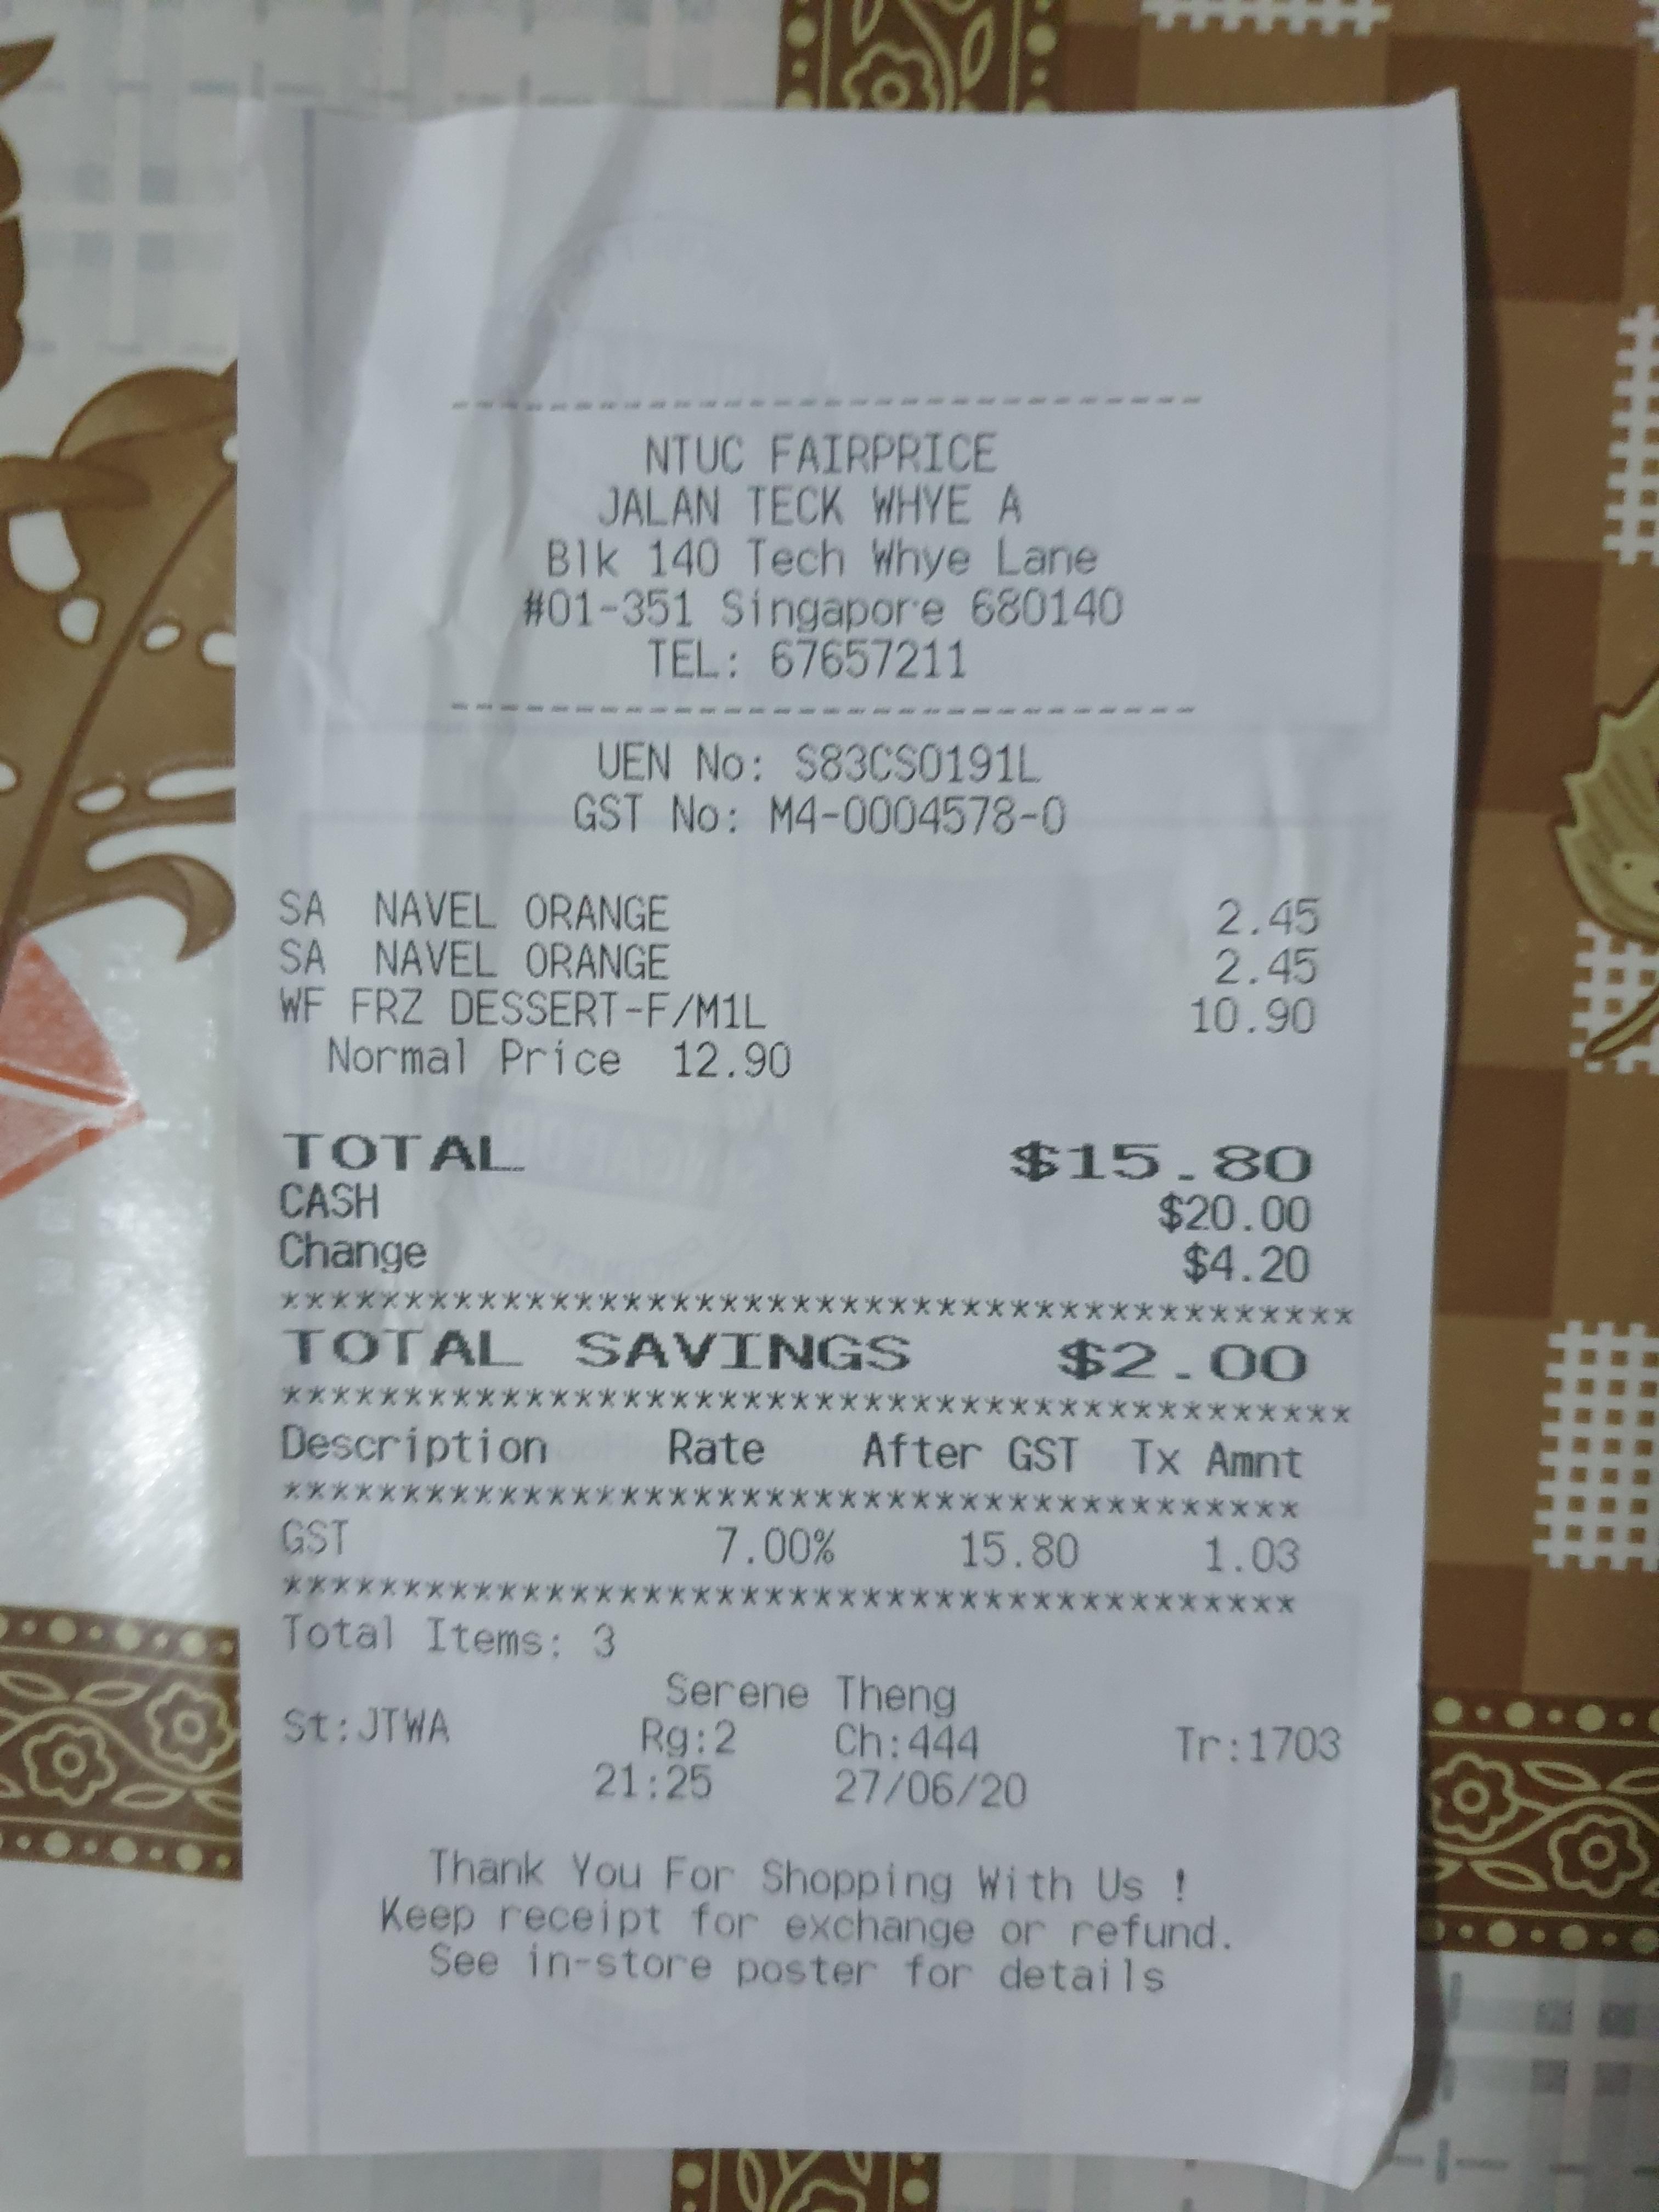 --------------------------------
NTUC FAIRPRICE
JALAN TECK WHYE A
Blk 140 Tech Whye Lane
#01-351 Singapore 680140
TEL: 67657211
--------------------------------
UEN No: S83CS0191L
GST No: M4-0004578-0
SA NAVEL ORANGE 2.45
SA NAVEL ORANGE 2.45
WF FRZ DESSERT-F/M1L 10.90
Normal Price 12.90
TOTAL $15.80
CASH $20.00
Change $4.20
********************************************
TOTAL SAVINGS $2.00
********************************************
Description Rate After GST Tx Amnt
******************************************
GST 7.00% 15.80 1.03
******************************************
Total Items: 3
Serene Theng
St:JTWA Rg:2 Ch:444 Tr:1703
21:25 27/06/20
Thank You For Shopping With Us !
Keep receipt for exchange or refund.
See in-store poster for details